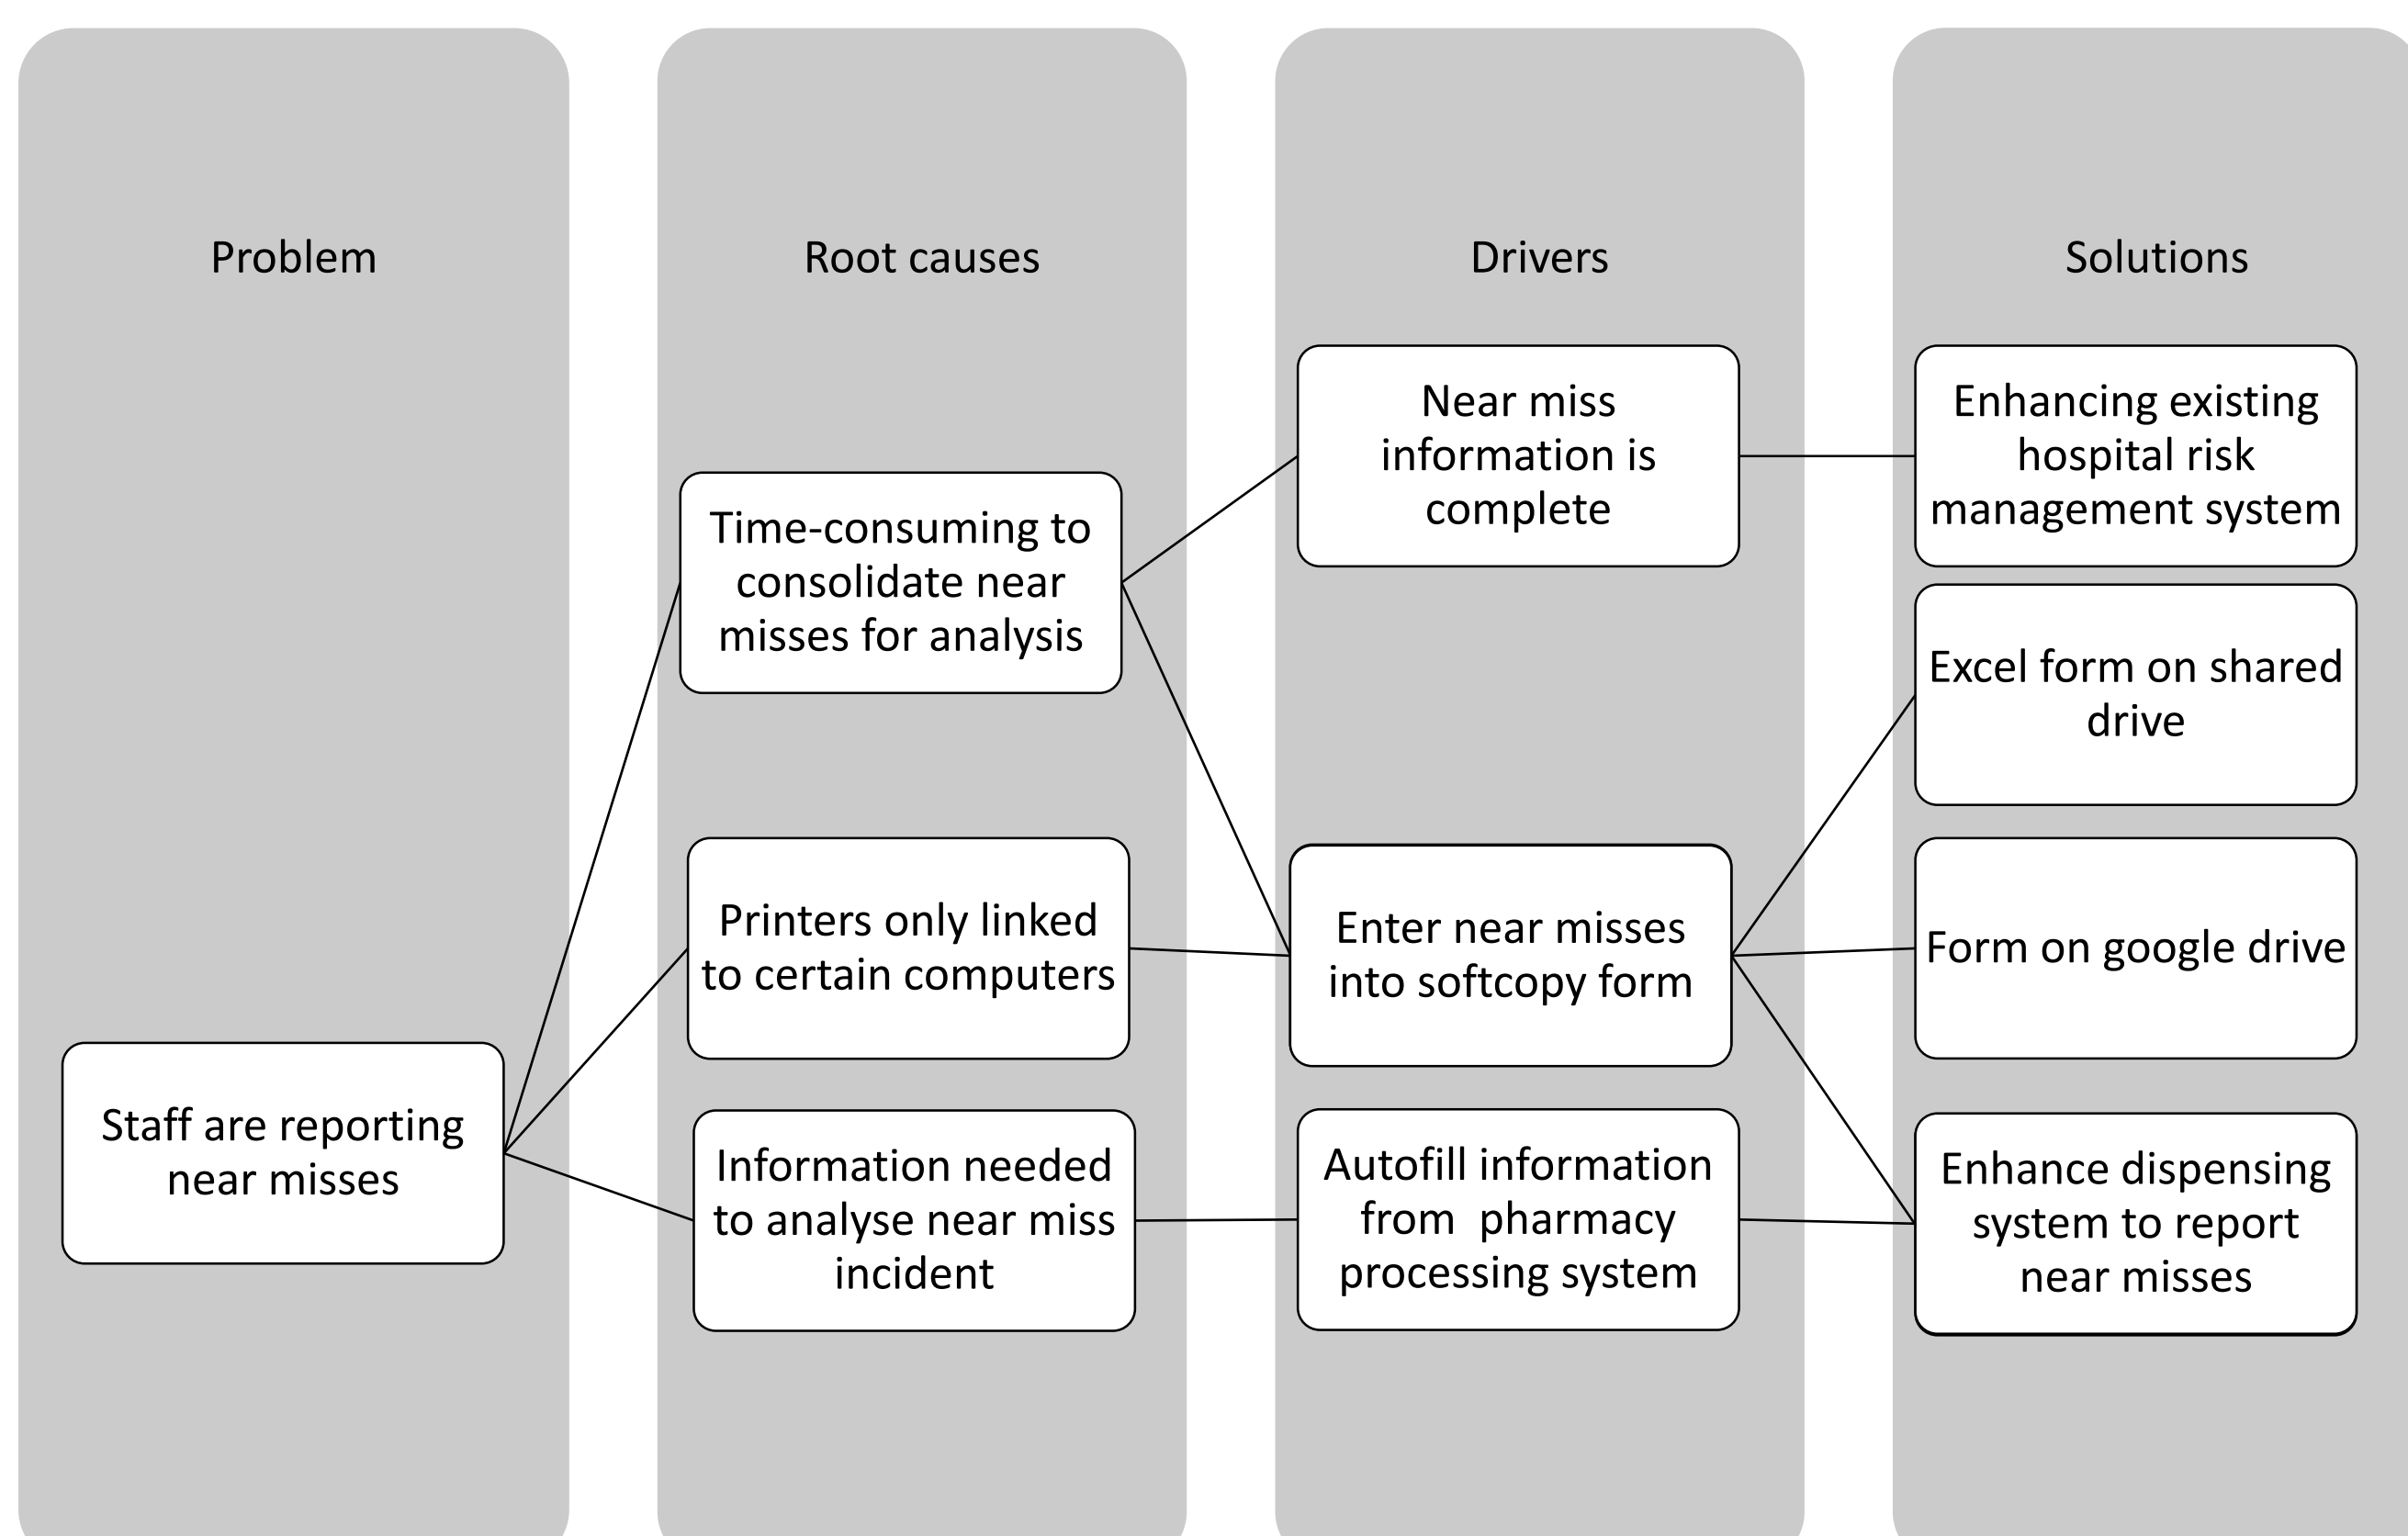 Problem
Staff are reporting
near misses
Root causes
Time-consuming to
consolidate near
misses for analysis
Printers only linked
to certain computers
Information needed
to analyse near miss
incident
Drivers
Near miss
information is
complete
Enter near misses
into softcopy form
Autofill information
from  pharmacy
processing system
Solutions
Enhancing existing
hospital risk
management system
Excel form on shared
drive
Form on google drive
Enhance dispensing
system to report
near misses